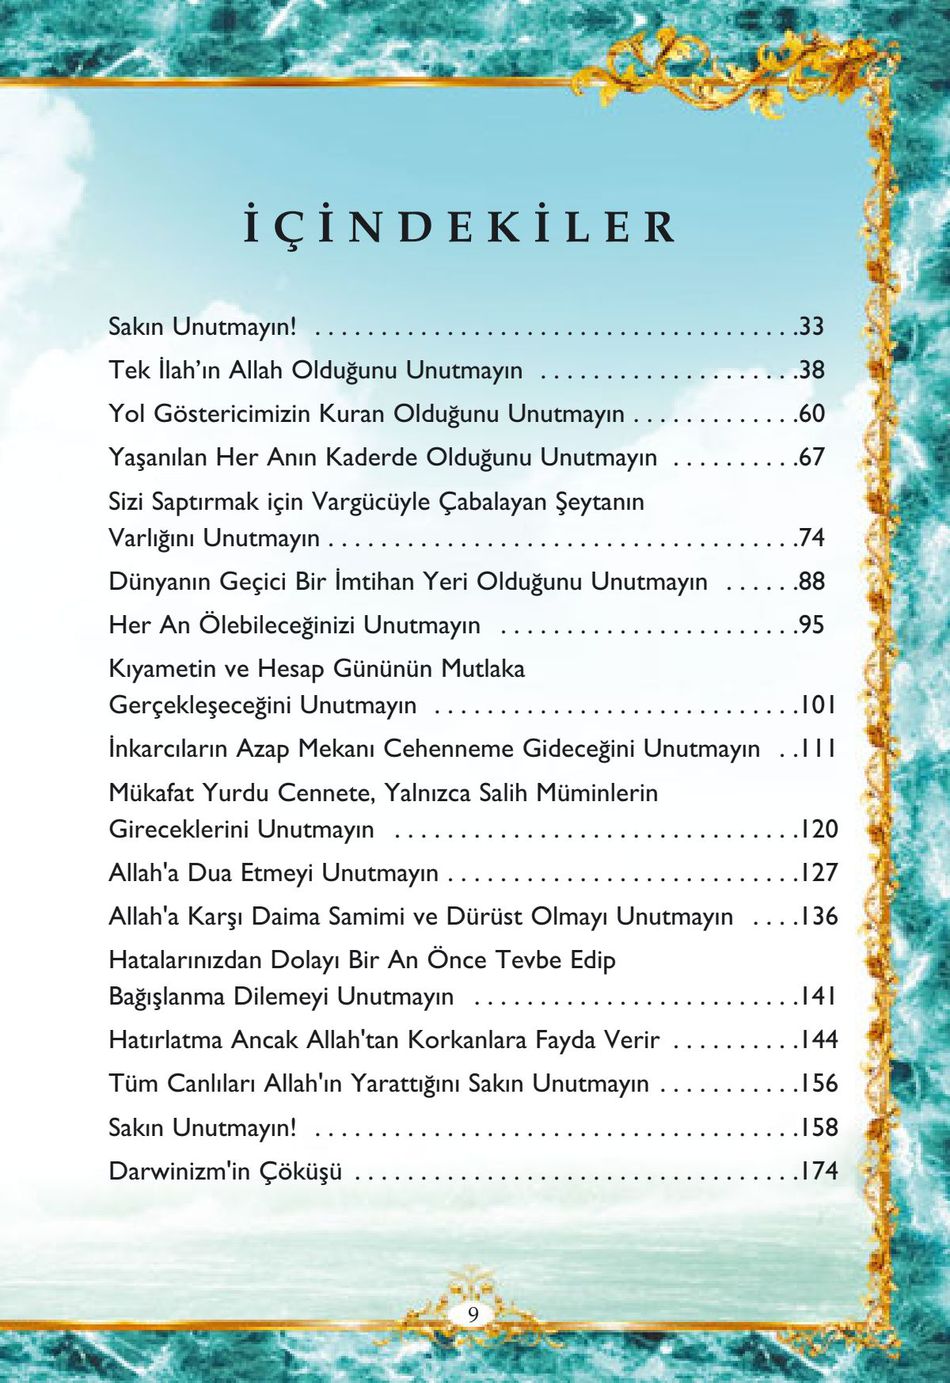 İÇİNDEKİLER
Sakın Unutmayın! . . . . . . . . . . . . . . . . . . . . . . . . . . . . . . . . . . . . .33
Tek İlah’ın Allah Olduğunu Unutmayın . . . . . . . . . . . . . . . . . . . .38
Yol Göstericimizin Kuran Olduğunu Unutmayın . . . . . . . . . . . . .60
Yaşanılan Her Anın Kaderde Olduğunu Unutmayın . . . . . . . . . .67
Sizi Saptırmak için Vargücüyle Çabalayan Şeytanın
Varlığını Unutmayın . . . . . . . . . . . . . . . . . . . . . . . . . . . . . . . . . . . .74
Dünyanın Geçici Bir İmtihan Yeri Olduğunu Unutmayın . . . . . .88
Her An Ölebileceğinizi Unutmayın . . . . . . . . . . . . . . . . . . . . . . .95
Kıyametin ve Hesap Gününün Mutlaka
Gerçekleşeceğini Unutmayın . . . . . . . . . . . . . . . . . . . . . . . . . . . .101
İnkarcıların Azap Mekanı Cehenneme Gideceğini Unutmayın . .111
Mükafat Yurdu Cennete, Yalnızca Salih Müminlerin
Gireceklerini Unutmayın . . . . . . . . . . . . . . . . . . . . . . . . . . . . . . .120
Allah'a Dua Etmeyi Unutmayın . . . . . . . . . . . . . . . . . . . . . . . . . . .127
Allah'a Karşı Daima Samimi ve Dürüst Olmayı Unutmayın . . . .136
Hatalarınızdan Dolayı Bir An Önce Tevbe Edip
Bağışlanma Dilemeyi Unutmayın . . . . . . . . . . . . . . . . . . . . . . . . .141
Hatırlatma Ancak Allah'tan Korkanlara Fayda Verir . . . . . . . . . .144
Tüm Canlıları Allah'ın Yarattığını Sakın Unutmayın . . . . . . . . . . .156
Sakın Unutmayın! . . . . . . . . . . . . . . . . . . . . . . . . . . . . . . . . . . . . .158
Darwinizm'in Çöküşü . . . . . . . . . . . . . . . . . . . . . . . . . . . . . . . . . .174
9